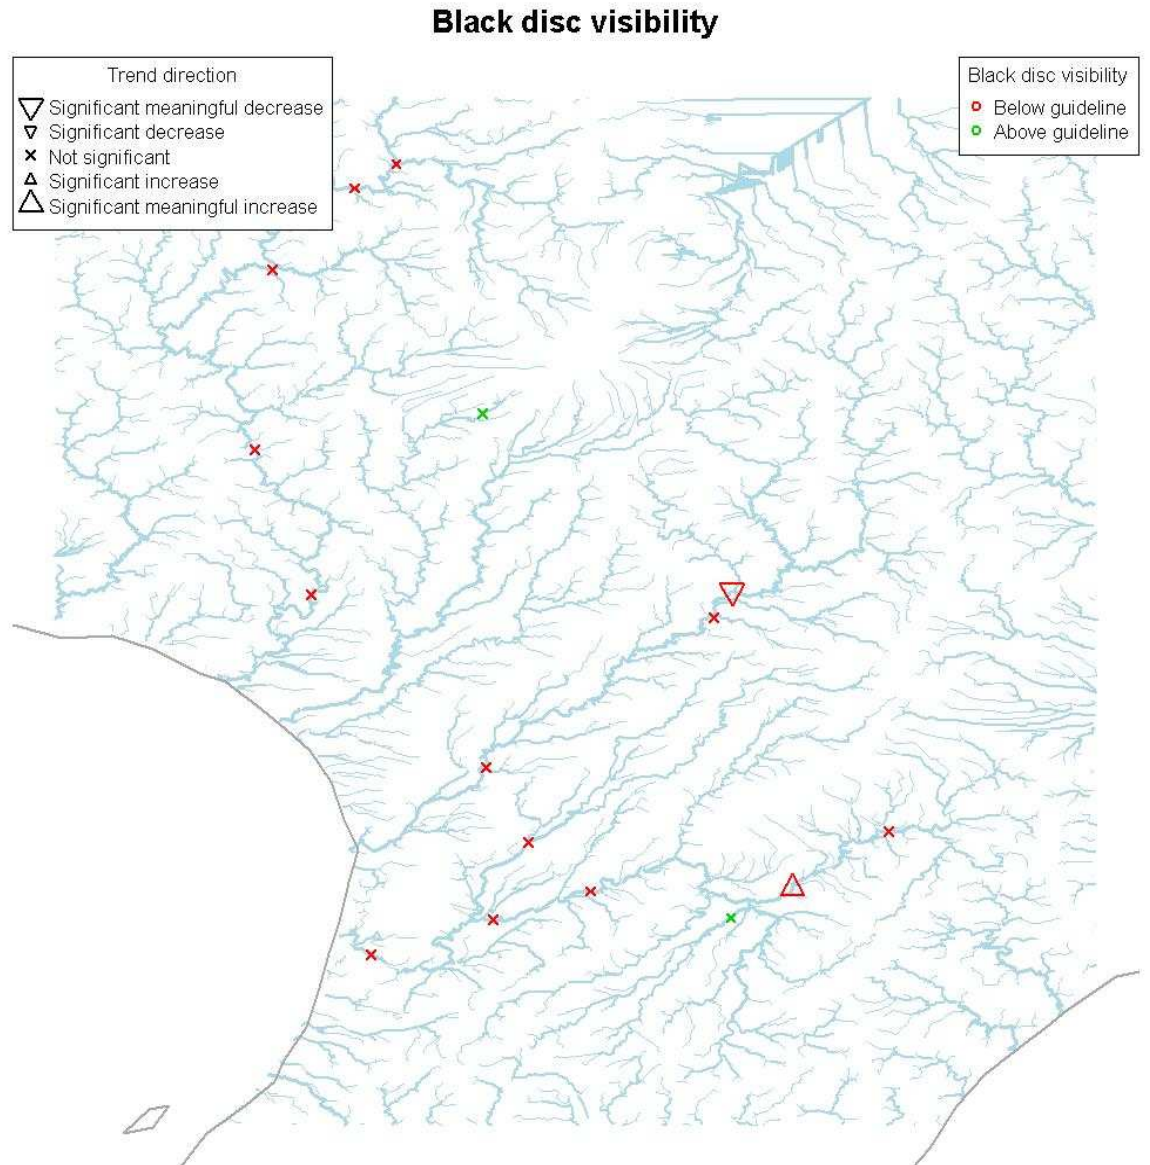 Black disc visibility
Trend direction
Significant meaningful decrease
Significant decrease
Not significant
Significant increase
Significant meaningful increase
Black disc visibility
Below guideline
Above guideline